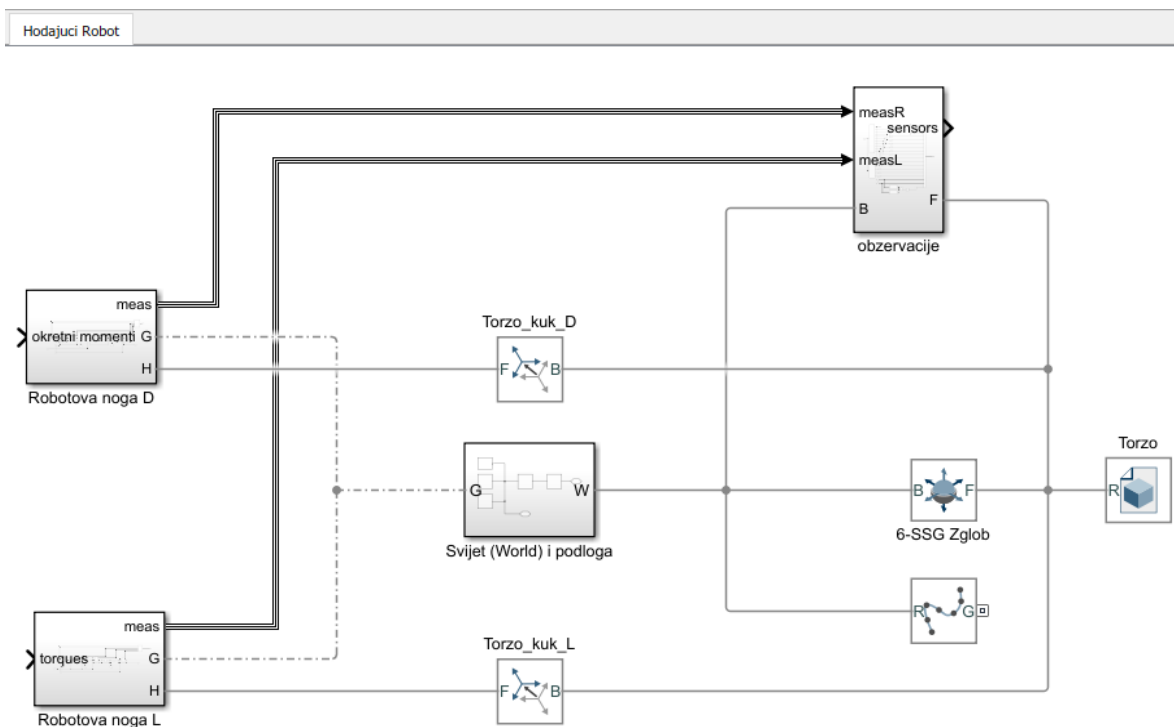 Hodajuci Robot
measR
sensors
measL
B
F
obzervacije
meas
okretni momenti
G
H
Robotova noga D
Torzo_kuk_D
F
B
G
W
Svijet (World) i podloga
B
F
6-SSG Zglob
Torzo
R
R
G
meas
torques
G
H
Robotova noga L
Torzo_kuk_L
F
B